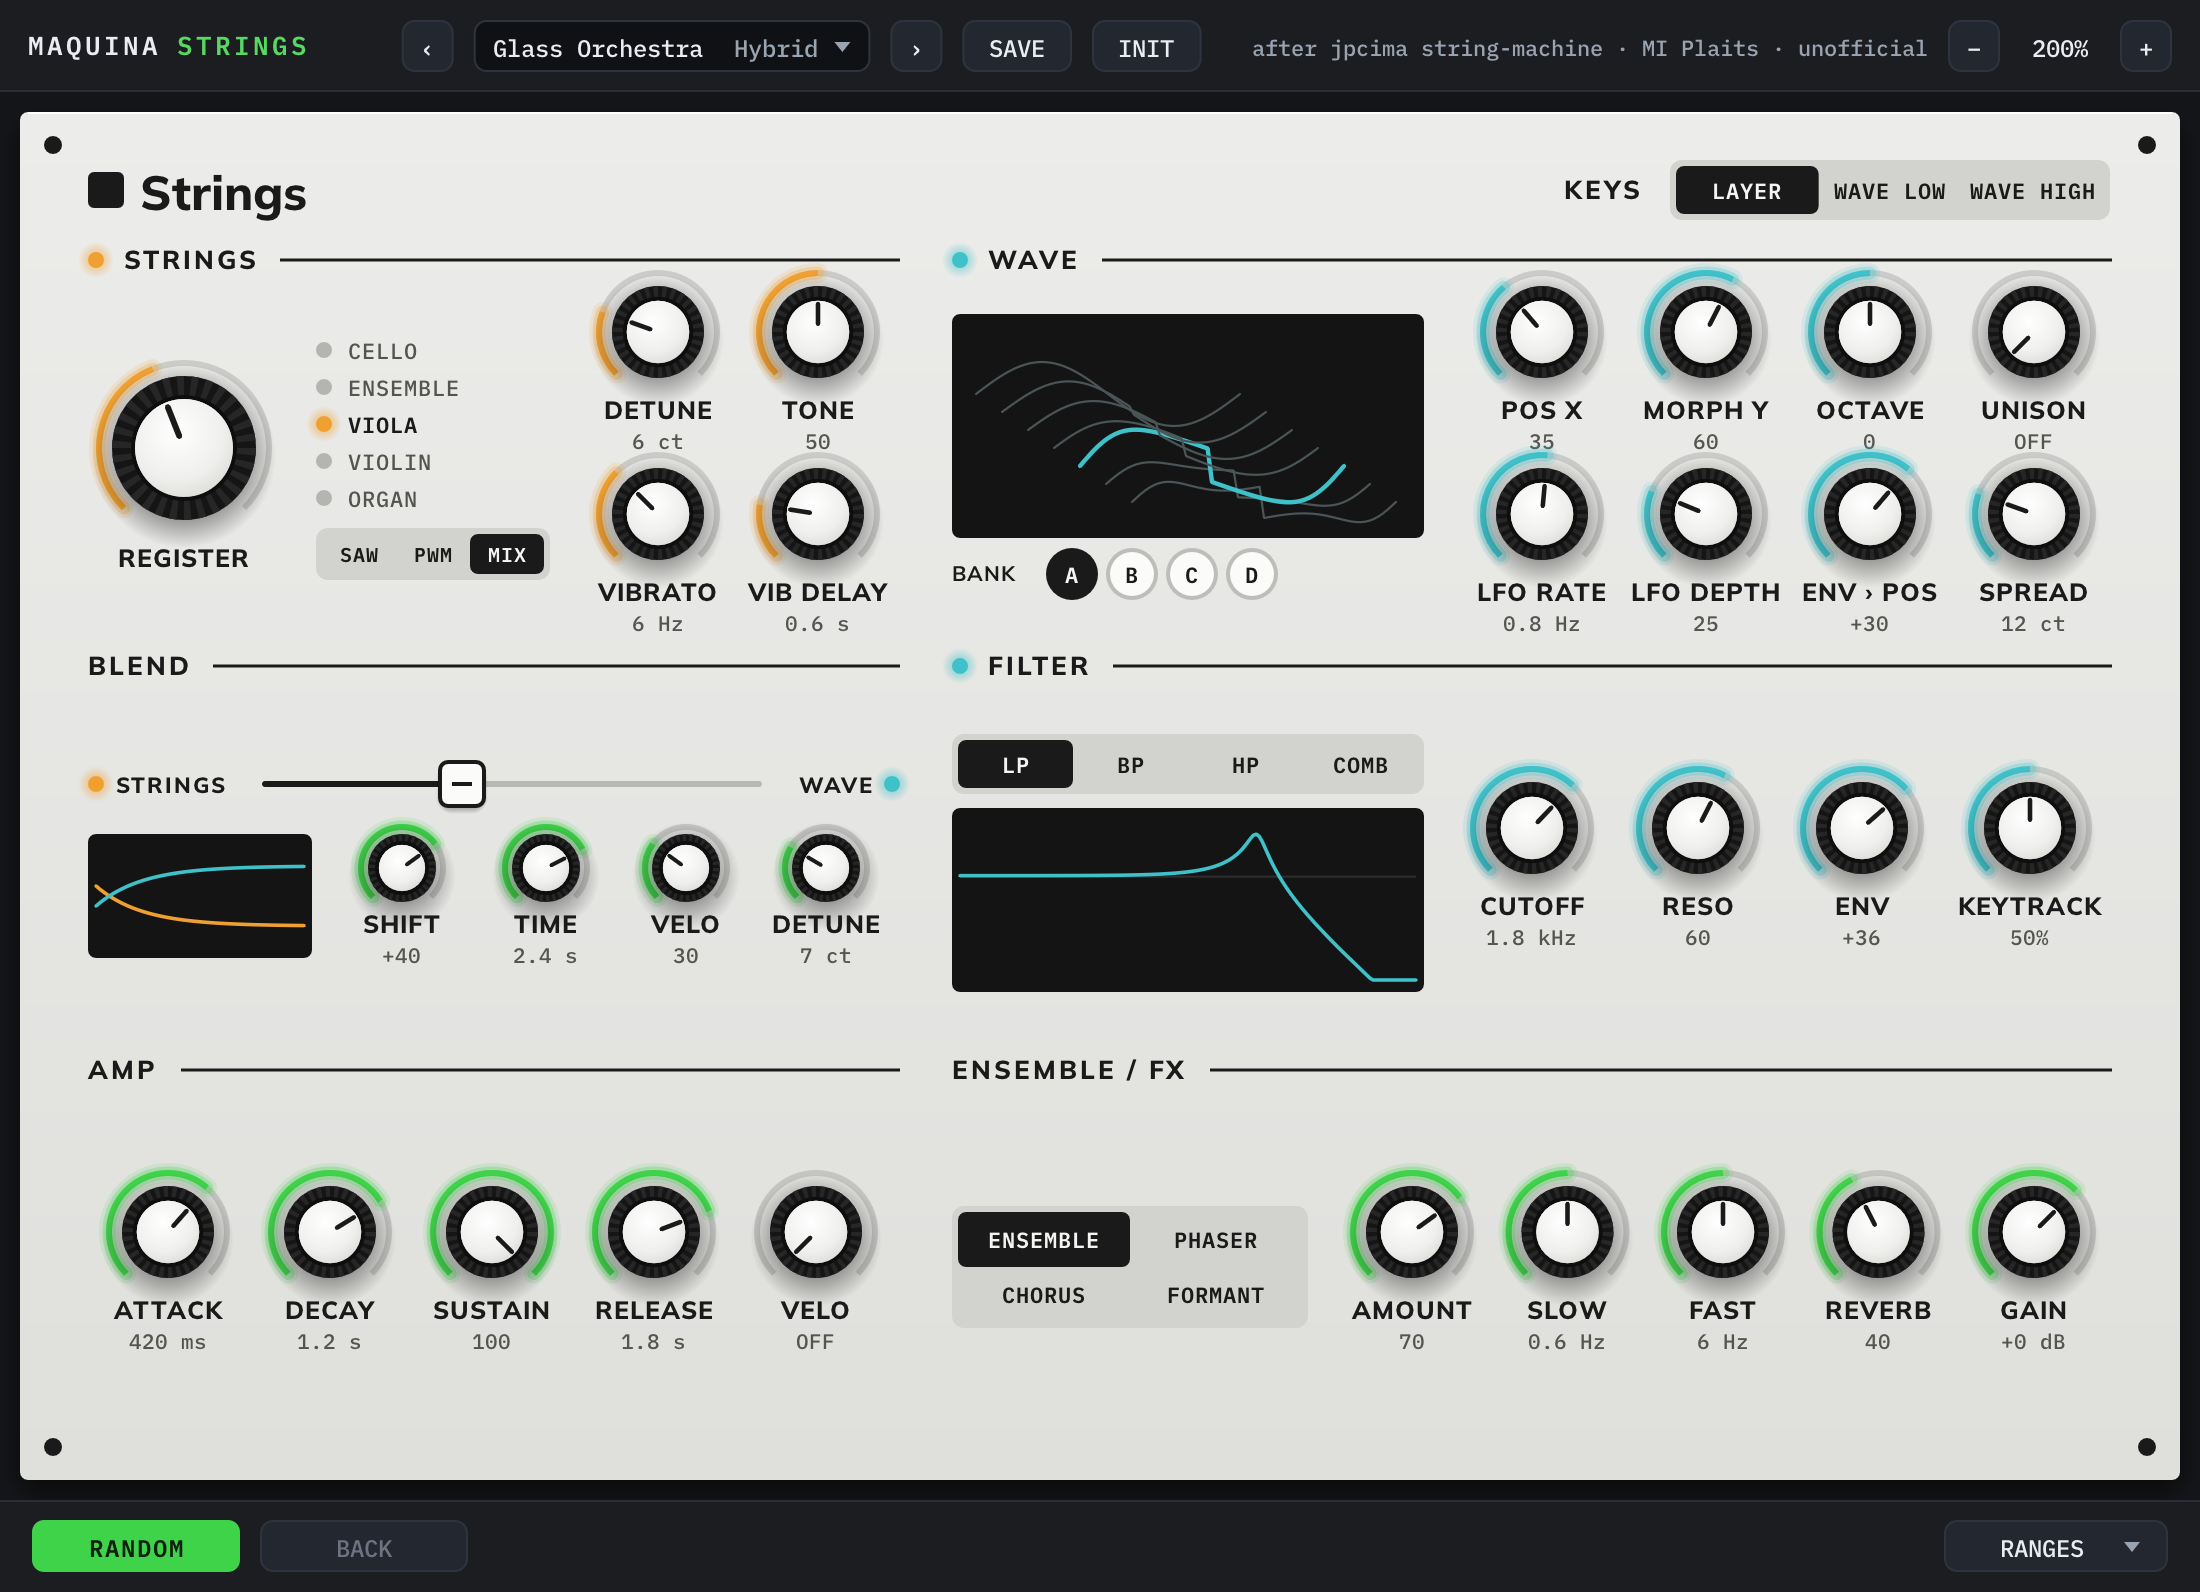 MAQUINA STRINGS
‹
Glass Orchestra Hybrid
›
SAVE
INIT
after jpcima string-machine · MI Plaits · unofficial
−
200%
+
Strings
KEYS
LAYER
WAVE LOW
WAVE HIGH
STRINGS
REGISTER
CELLO
ENSEMBLE
VIOLA
VIOLIN
ORGAN
SAW PWM MIX
DETUNE
6 ct
TONE
50
VIBRATO
6 Hz
VIB DELAY
0.6 s
WAVE
BANK A B C D
POS X
35
MORPH Y
60
OCTAVE
0
UNISON
OFF
LFO RATE
0.8 Hz
LFO DEPTH
25
ENV › POS
+30
SPREAD
12 ct
BLEND
STRINGS
WAVE
SHIFT
+40
TIME
2.4 s
VELO
30
DETUNE
7 ct
FILTER
LP BP HP COMB
CUTOFF
1.8 kHz
RESO
60
ENV
+36
KEYTRACK
50%
AMP
ATTACK
420 ms
DECAY
1.2 s
SUSTAIN
100
RELEASE
1.8 s
VELO
OFF
ENSEMBLE / FX
ENSEMBLE PHASER
CHORUS FORMANT
AMOUNT
70
SLOW
0.6 Hz
FAST
6 Hz
REVERB
40
GAIN
+0 dB
RANDOM
BACK
RANGES